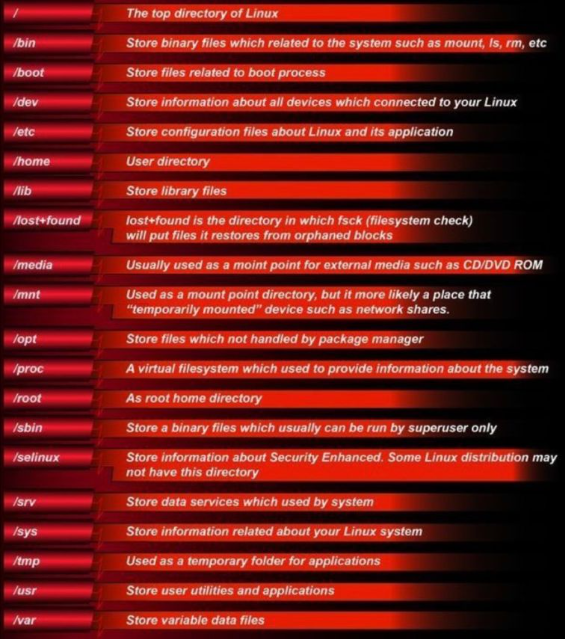 / The top directory of Linux
/bin Store binary files which related to the system such as mount, ls, rm, etc
/boot Store files related to boot process
/dev Store information about all devices which connected to your Linux
/etc Store configuration files about Linux and its application
/home User directory
/lib Store library files
/lost+found lost+found is the directory in which fsck (filesystem check)
will put files it restores from orphaned blocks
/media Usually used as a moint point for external media such as CD/DVD ROM
/mnt Used as a mount point directory, but it more likely a place that
“temporarily mounted” device such as network shares.
/opt Store files which not handled by package manager
/proc A virtual filesystem which used to provide information about the system
/root As root home directory
/sbin Store a binary files which usually can be run by superuser only
/selinux Store information about Security Enhanced. Some Linux distribution may
not have this directory
/srv Store data services which used by system
/sys Store information related about your Linux system
/tmp Used as a temporary folder for applications
/usr Store user utilities and applications
/var Store variable data files